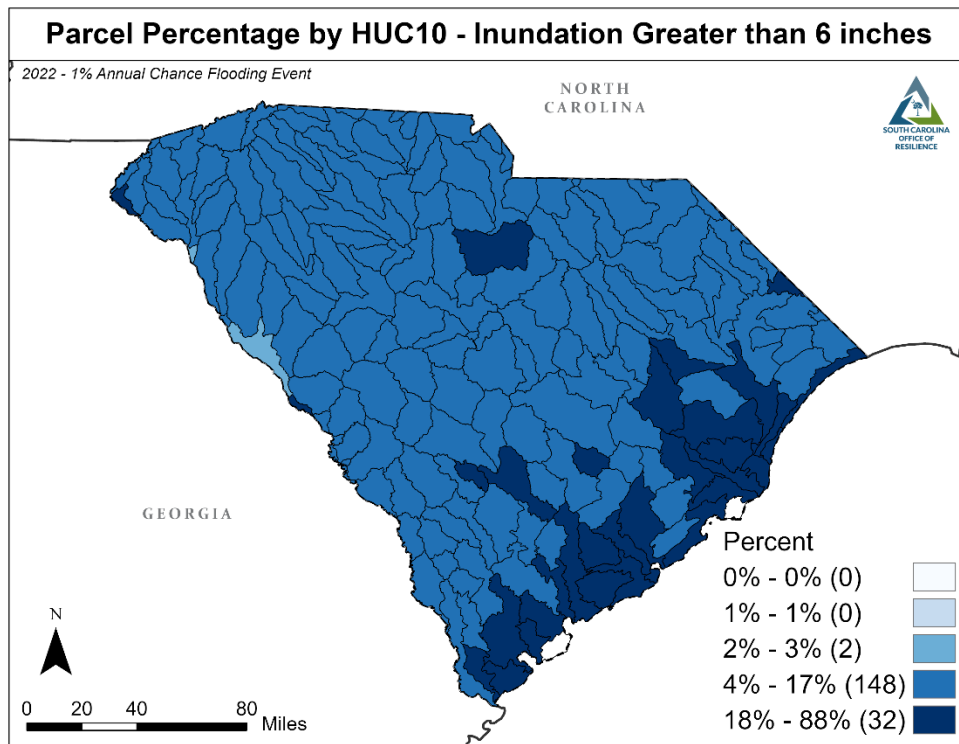 Parcel Percentage by HUC10 - Inundation Greater than 6 inches
2022 - 1% Annual Chance Flooding Event
NORTH
CAROLINA
SOUTH CAROLINA
OFFICE OF
RESILIENCE
GEORGIA
Percent
0% - 0% (0)
1% - 1% (0)
2% - 3% (2)
4% - 17% (148)
18% - 88% (32)
N
0 20 40 80
Miles